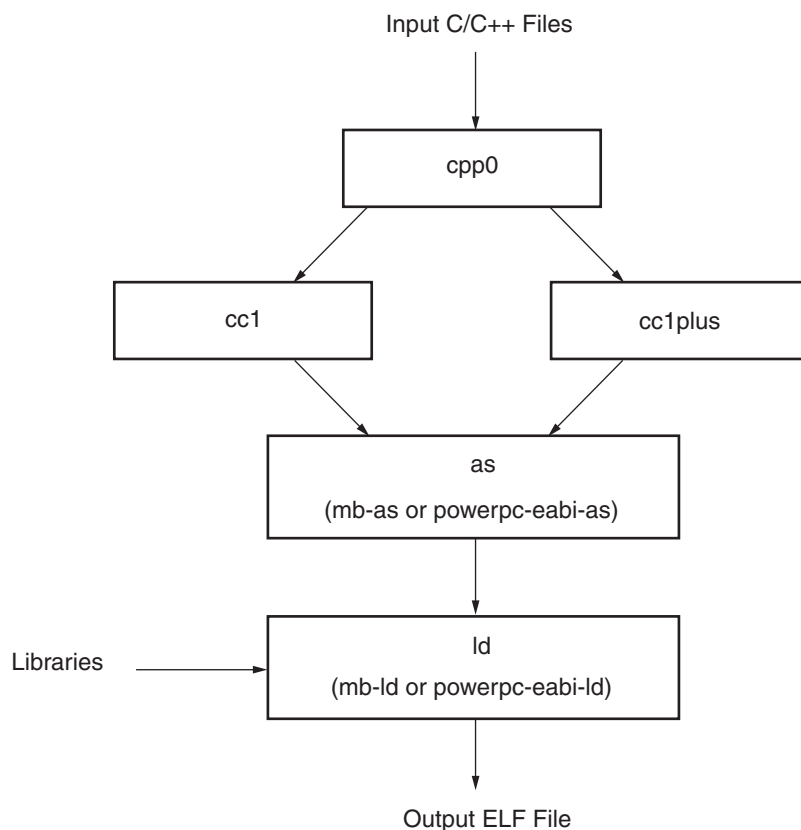 Input C/C++ Files
cpp0
cc1
cc1plus
as
(mb-as or powerpc-eabi-as)
ld
(mb-ld or powerpc-eabi-ld)
Libraries
Output ELF File